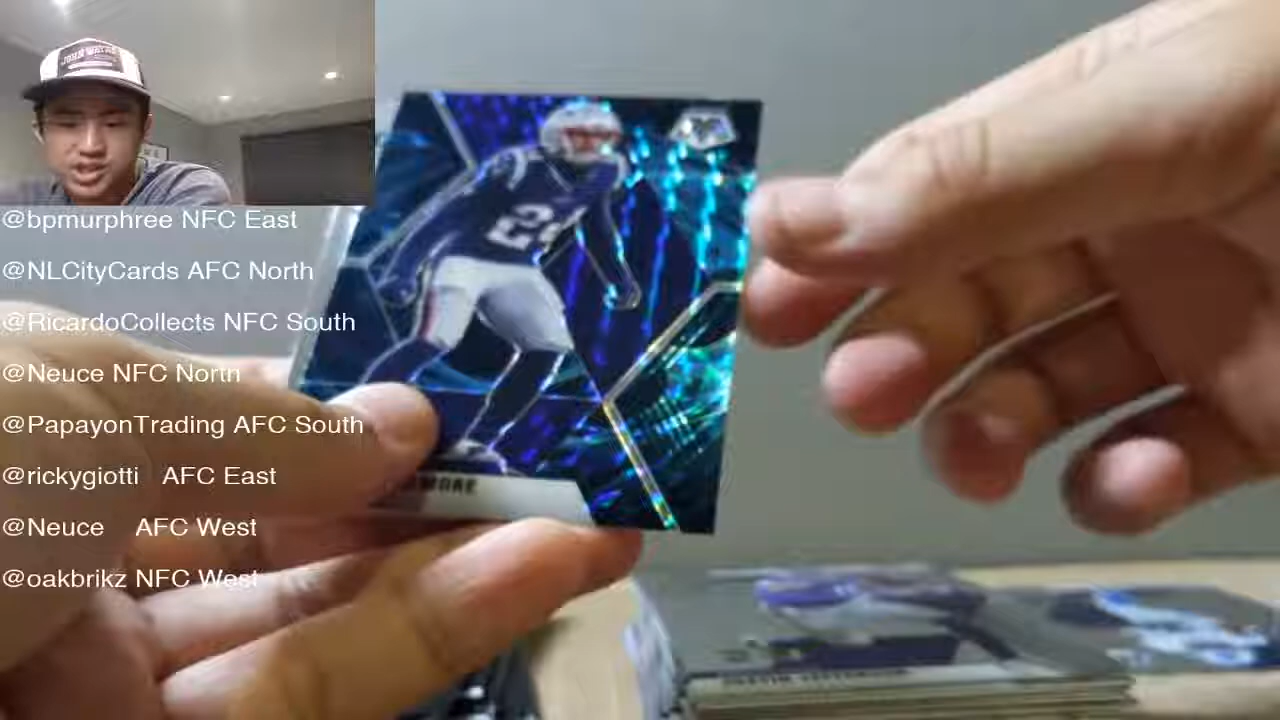 @bpmurphree NFC East
@NLCityCards AFC North
@RicardoCollects NFC South
@Neuce NFC North
@PapayonTrading AFC South
@rickygiotti AFC East
@Neuce AFC West
@oakbrikz NFC West